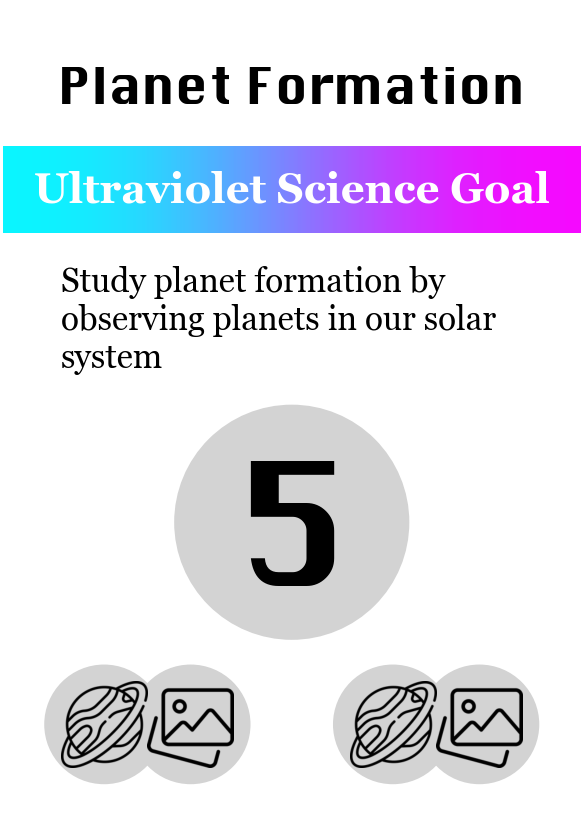 Planet Formation
Ultraviolet Science Goal
Study planet formation by
observing planets in our solar
system
5